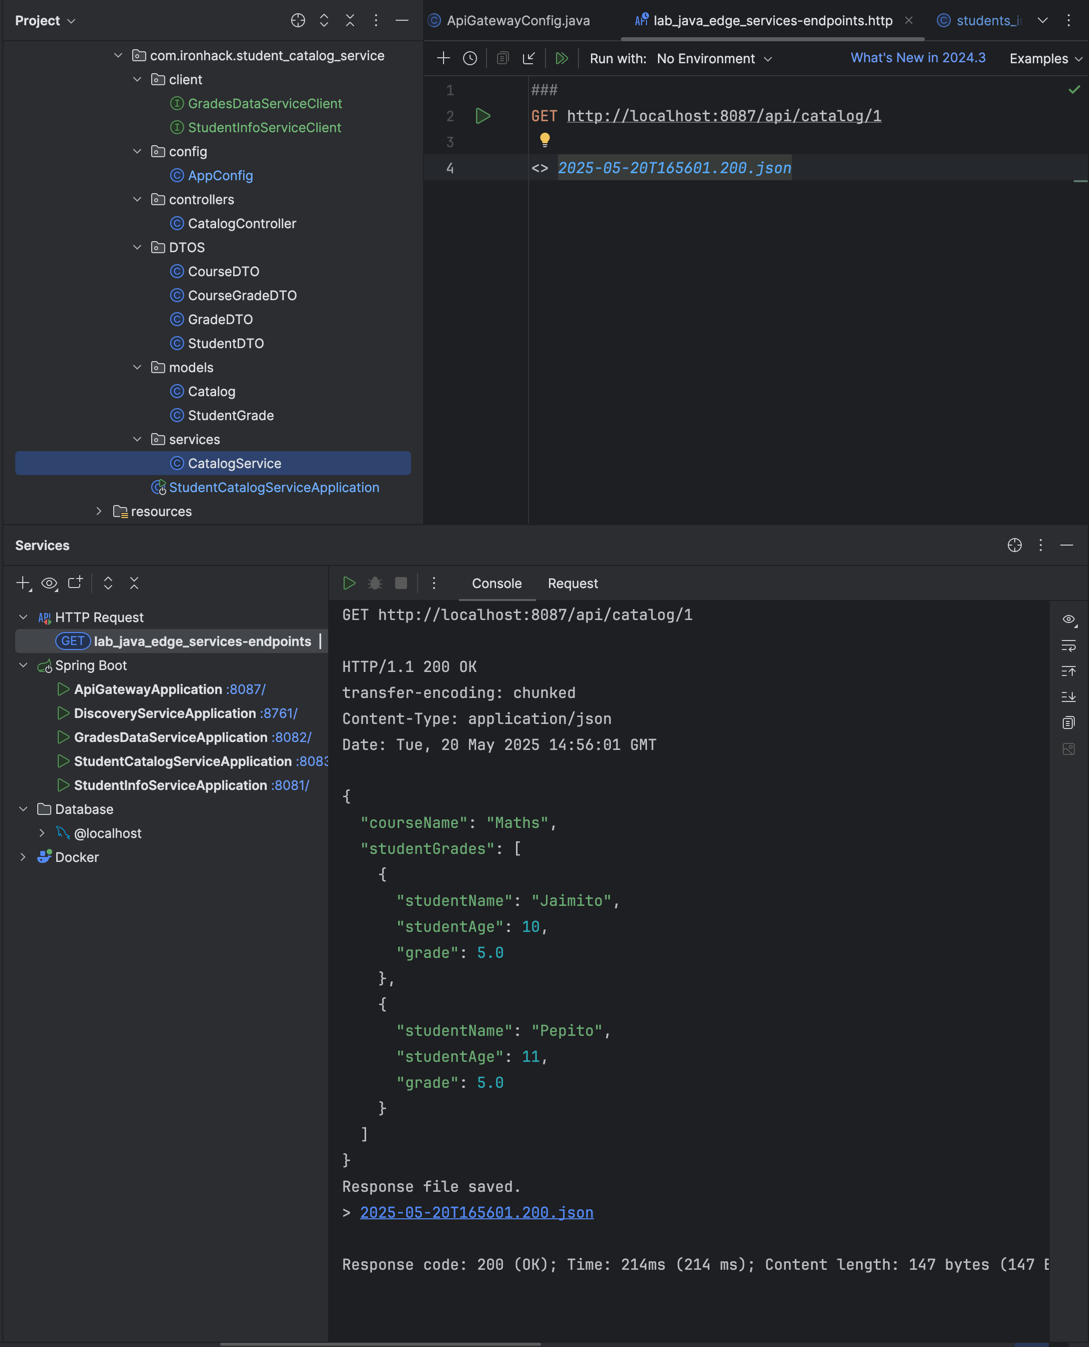 Project
com.ironhack.student_catalog_service
client
GradesDataServiceClient
StudentInfoServiceClient
config
AppConfig
controllers
CatalogController
DTOS
CourseDTO
CourseGradeDTO
GradeDTO
StudentDTO
models
Catalog
StudentGrade
services
CatalogService
StudentCatalogServiceApplication
resources
ApiGatewayConfig.java
lab_java_edge_services-endpoints.http
students_i
Run with: No Environment
What's New in 2024.3
Examples
1 ###
2 GET http://localhost:8087/api/catalog/1
3
4 <> 2025-05-20T165601.200.json
Services
HTTP Request
GET lab_java_edge_services-endpoints |
Spring Boot
ApiGatewayApplication :8087/
DiscoveryServiceApplication :8761/
GradesDataServiceApplication :8082/
StudentCatalogServiceApplication :8083
StudentInfoServiceApplication :8081/
Database
@localhost
Docker
Console Request
GET http://localhost:8087/api/catalog/1
HTTP/1.1 200 OK
transfer-encoding: chunked
Content-Type: application/json
Date: Tue, 20 May 2025 14:56:01 GMT
{
"courseName": "Maths",
"studentGrades": [
{
"studentName": "Jaimito",
"studentAge": 10,
"grade": 5.0
},
{
"studentName": "Pepito",
"studentAge": 11,
"grade": 5.0
}
]
}
Response file saved.
> 2025-05-20T165601.200.json
Response code: 200 (OK); Time: 214ms (214 ms); Content length: 147 bytes (147 B